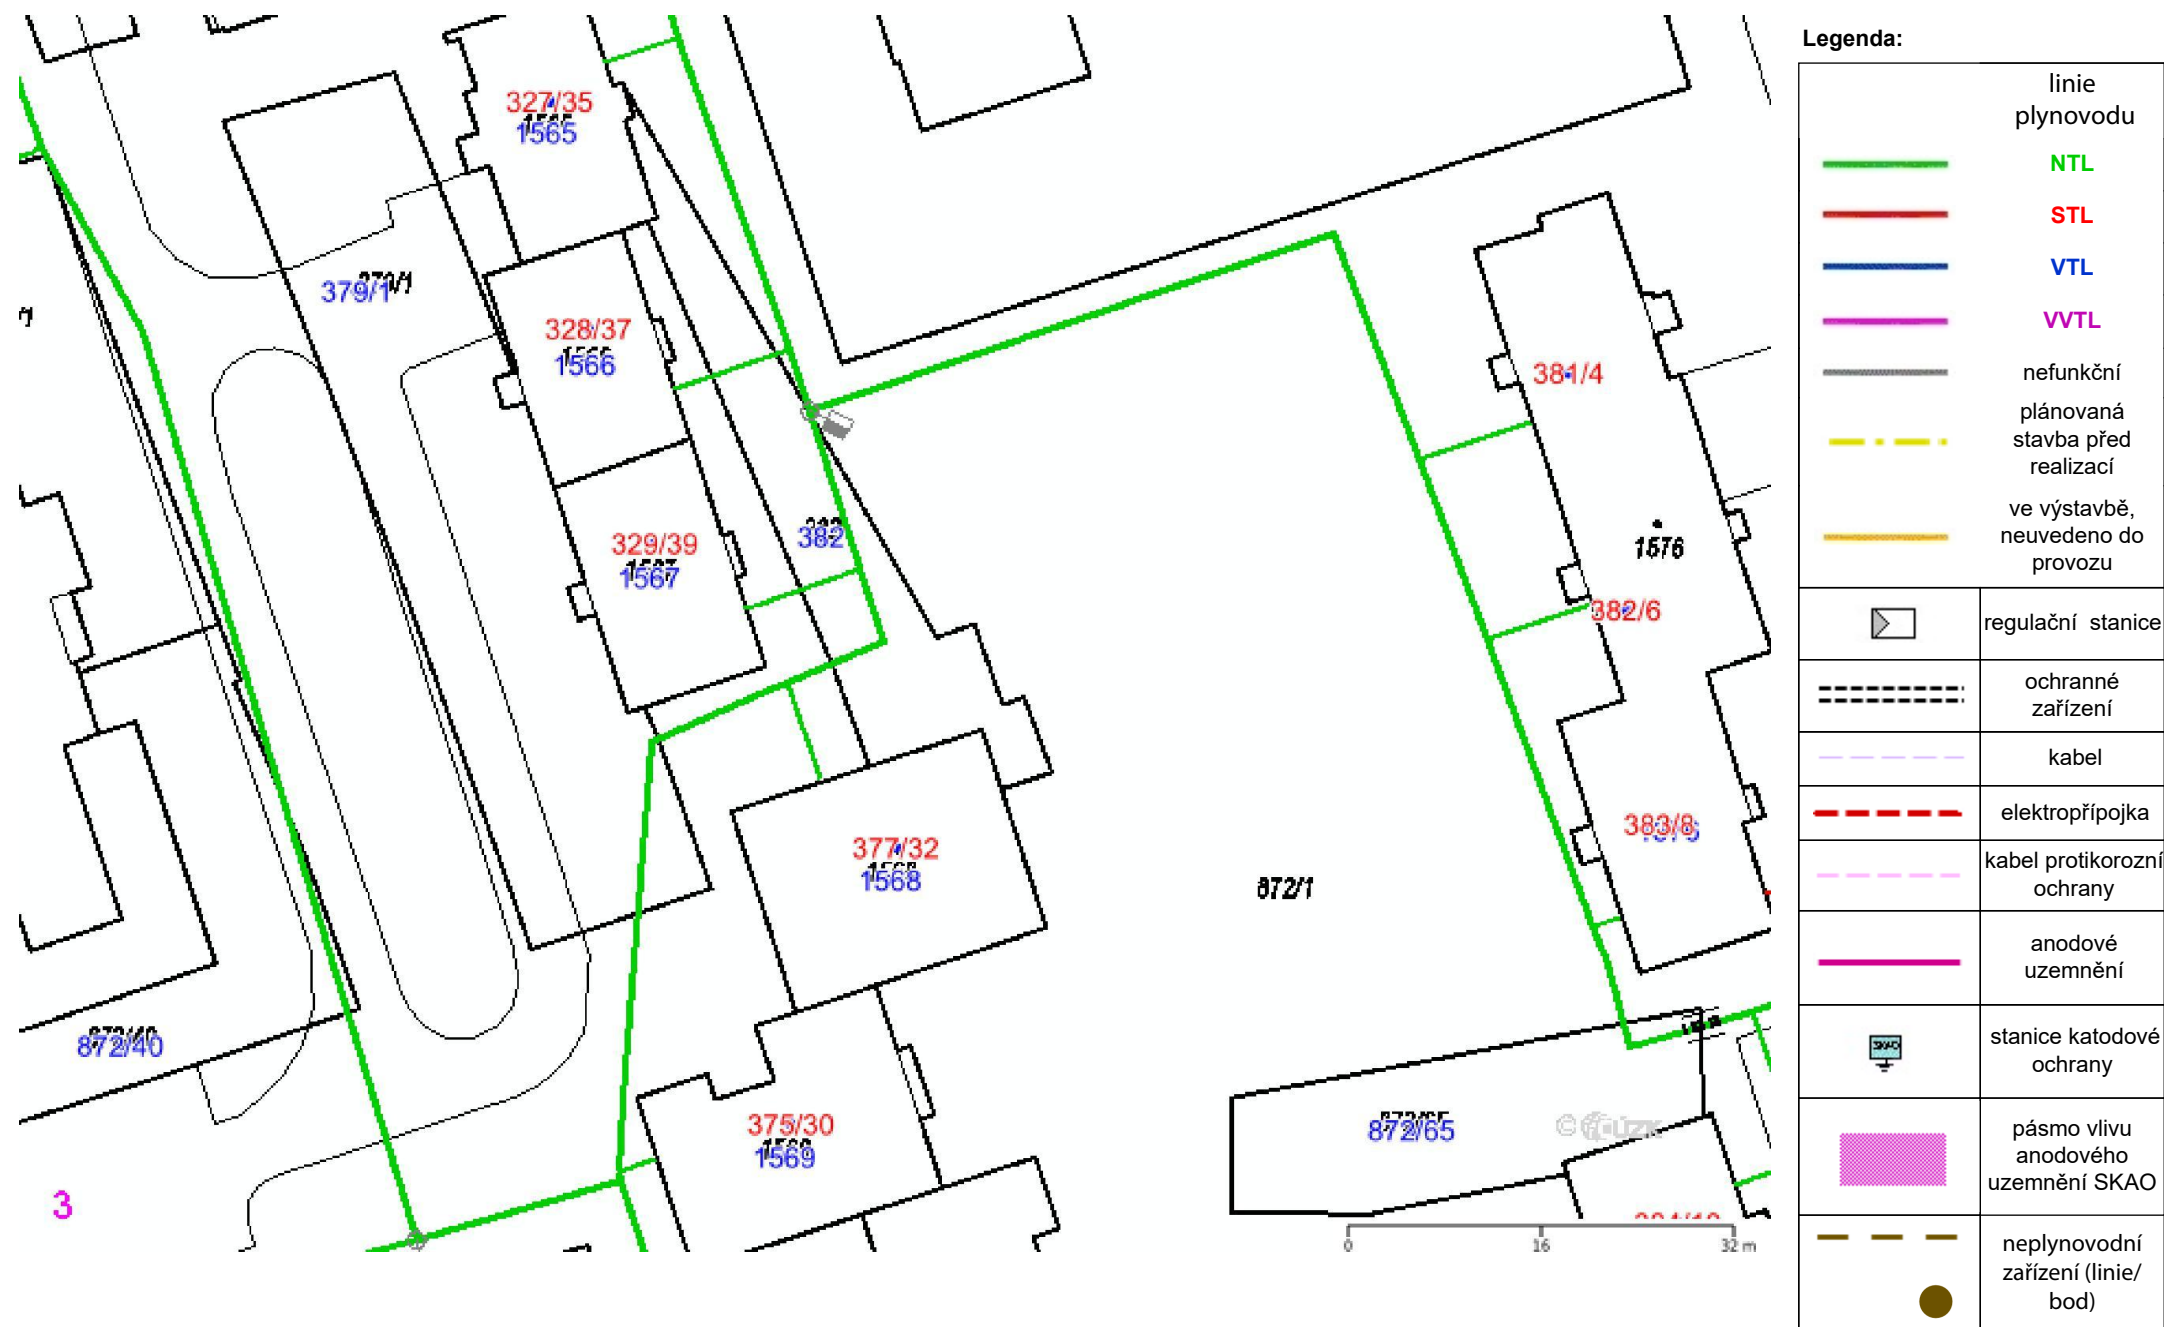 327/35
1565
379/1
328/37
1566
329/39
1567
382
381/4
1576
382/6
383/8
377/32
1568
872/1
872/40
375/30
1569
872/65
3
0 16 32 m
Legenda:
linie
plynovodu
NTL
STL
VTL
VVTL
nefunkční
plánovaná
stavba před
realizací
ve výstavbě,
neuvedeno do
provozu
regulační stanice
ochranné
zařízení
kabel
elektropřípojka
kabel protikorozní
ochrany
anodové
uzemnění
SKAO
stanice katodové
ochrany
pásmo vlivu
anodového
uzemnění SKAO
neplynovodní
zařízení (linie/
bod)